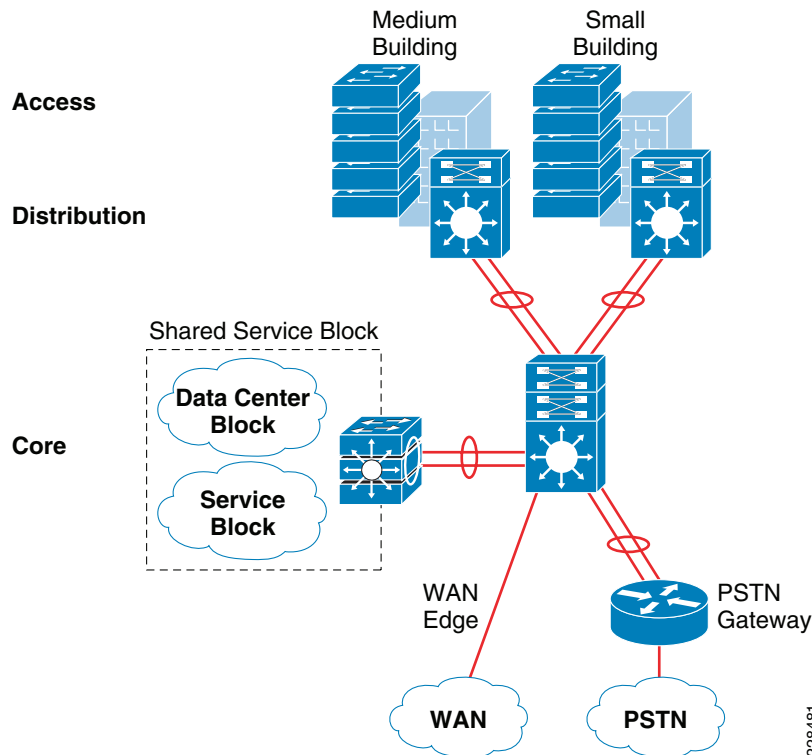 Medium
Building
Small
Building
Access
Distribution
Shared Service Block
Data Center
Block
Core
Service
Block
WAN
Edge
PSTN
Gateway
WAN
PSTN
228481